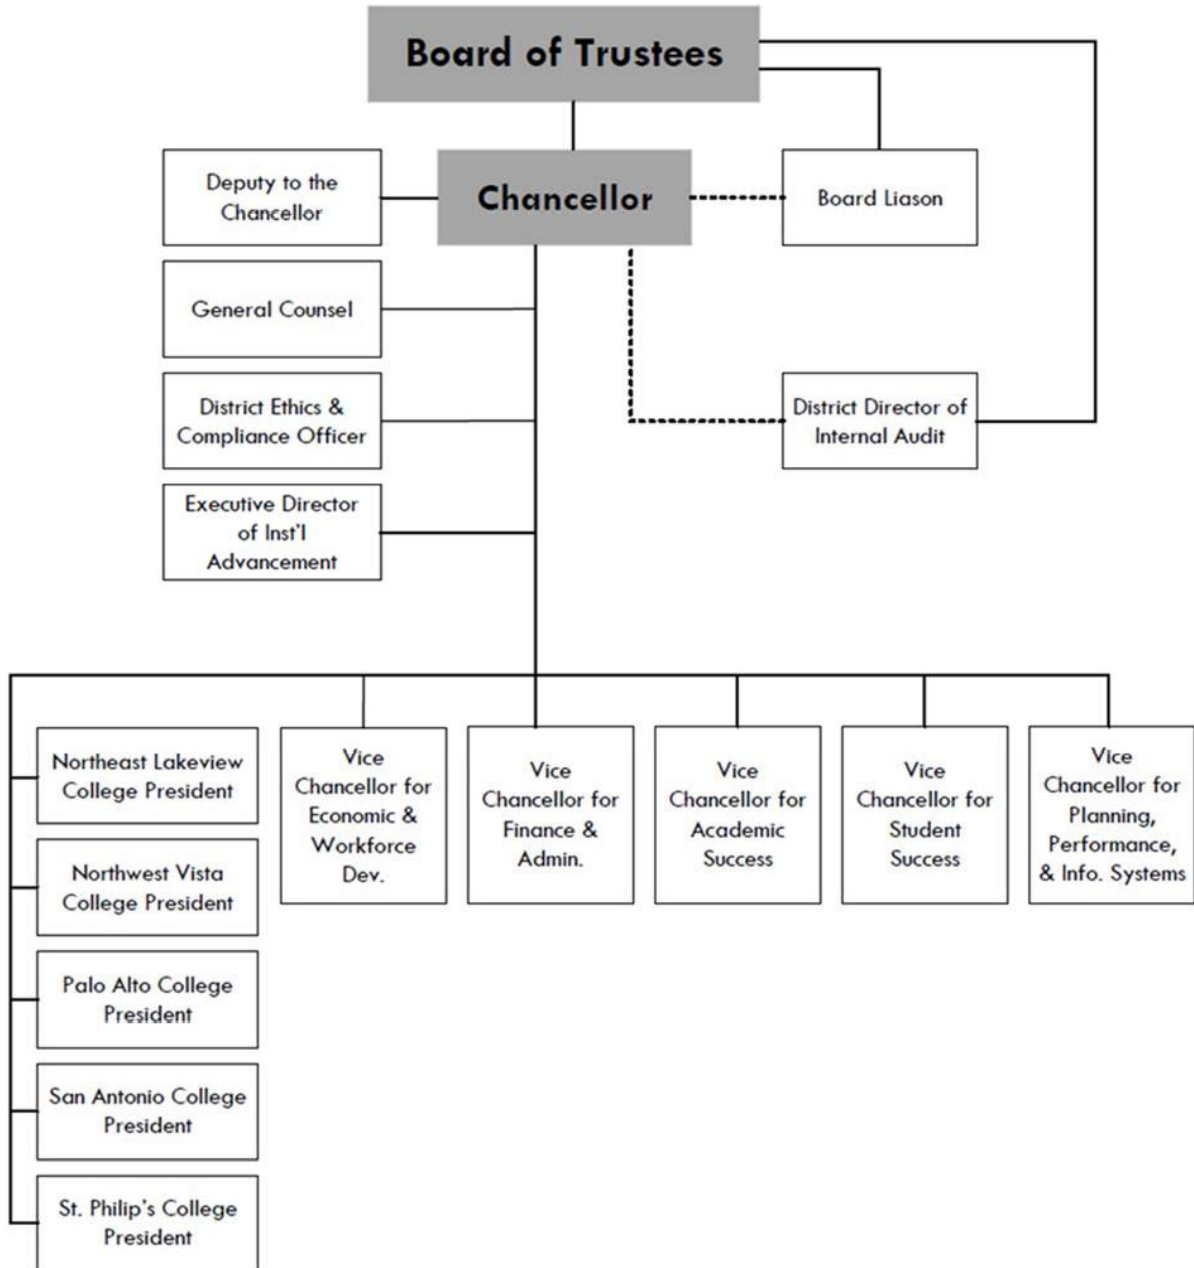 Board of Trustees
Deputy to the
Chancellor
Chancellor
Board Liason
General Counsel
District Ethics &
Compliance Officer
District Director of
Internal Audit
Executive Director
of Inst'l
Advancement
Northeast Lakeview
College President
Northwest Vista
College President
Palo Alto College
President
San Antonio College
President
St. Philip's College
President
Vice
Chancellor for
Economic &
Workforce
Dev.
Vice
Chancellor for
Finance &
Admin.
Vice
Chancellor for
Academic
Success
Vice
Chancellor for
Student
Success
Vice
Chancellor for
Planning,
Performance,
& Info. Systems